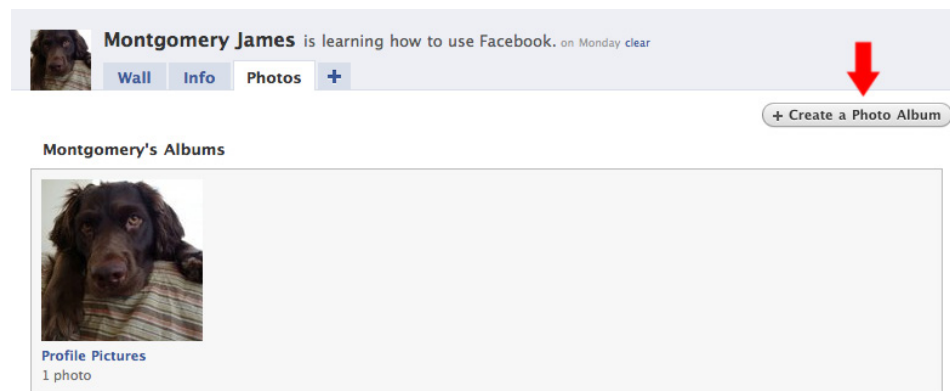 Montgomery James is learning how to use Facebook. on Monday clear
Wall Info Photos +
+ Create a Photo Album
Montgomery's Albums
Profile Pictures
1 photo